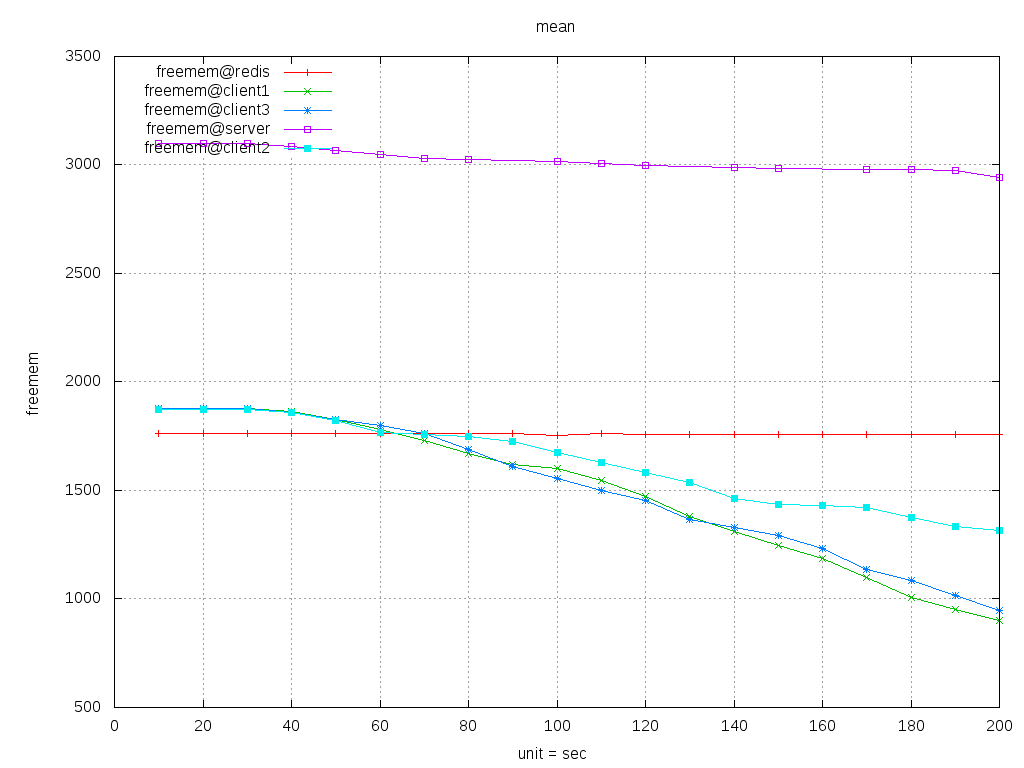 mean
3500
3000
2500
2000
1500
1000
500
freemem
freemem@redis
freemem@client1
freemem@client3
freemem@server
freemem@client2
0 20 40 60 80 100 120 140 160 180 200
unit = sec